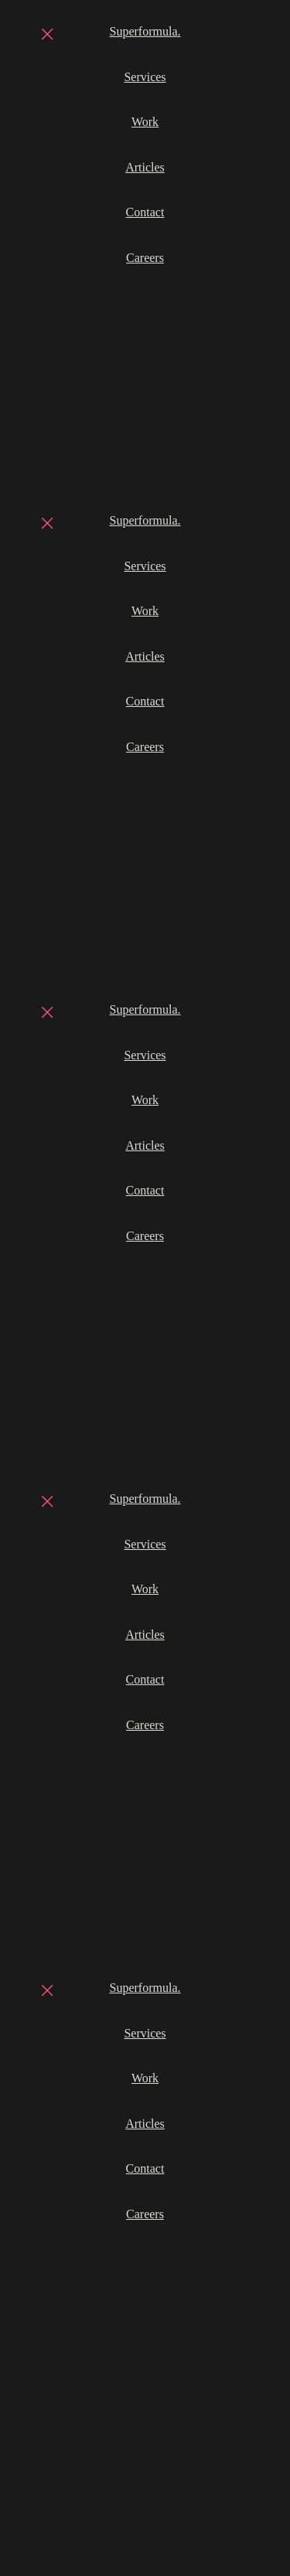 Superformula.
Services
Work
Articles
Contact
Careers
Superformula.
Services
Work
Articles
Contact
Careers
Superformula.
Services
Work
Articles
Contact
Careers
Superformula.
Services
Work
Articles
Contact
Careers
Superformula.
Services
Work
Articles
Contact
Careers